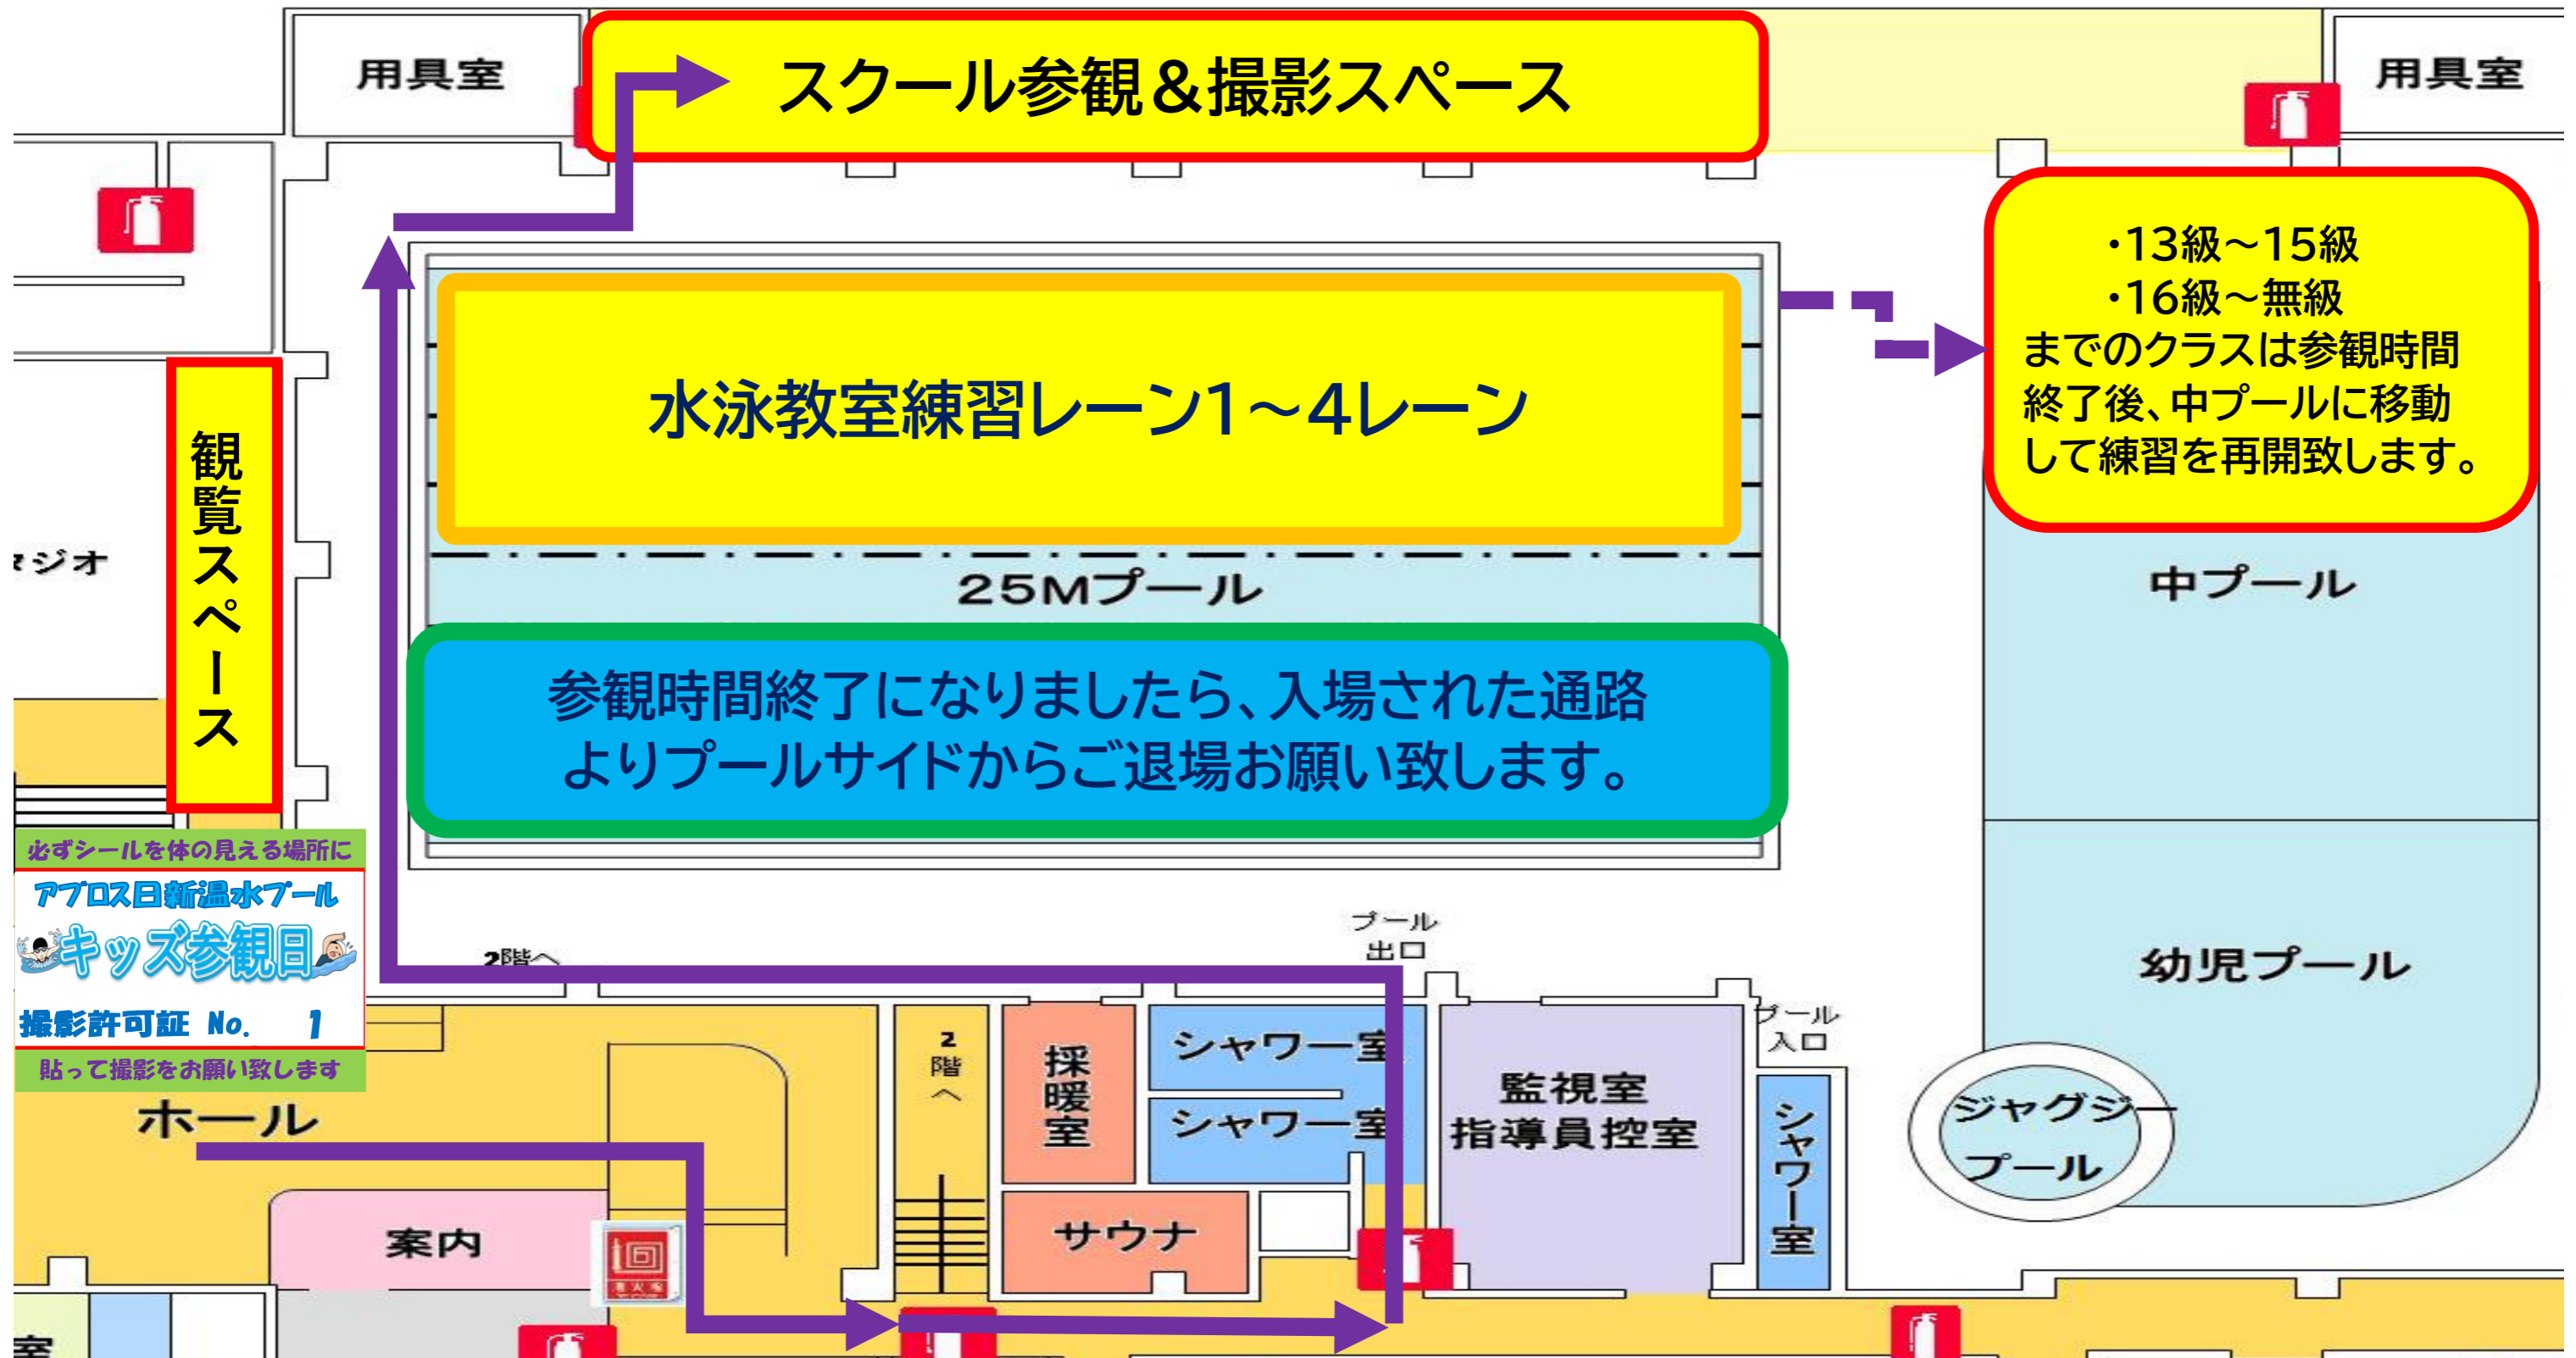 用具室
スクール参観＆撮影スペース
用具室
・13級～15級
・16級～無級
までのクラスは参観時間
終了後、中プールに移動
して練習を再開致します。
水泳教室練習レーン1～4レーン
観覧スペース
タジオ
25Mプール
中プール
参観時間終了になりましたら、入場された通路
よりプールサイドからご退場お願い致します。
必ずシールを体の見える場所に
アブロス日新温水プール
キッズ参観日
撮影許可証 No. 1
貼って撮影をお願い致します
2階へ
プール
出口
幼児プール
プール
入口
2階へ
採暖室
シャワー室
シャワー室
監視室
指導員控室
シャワー室
ジャグジー
プール
ホール
サウナ
案内
室